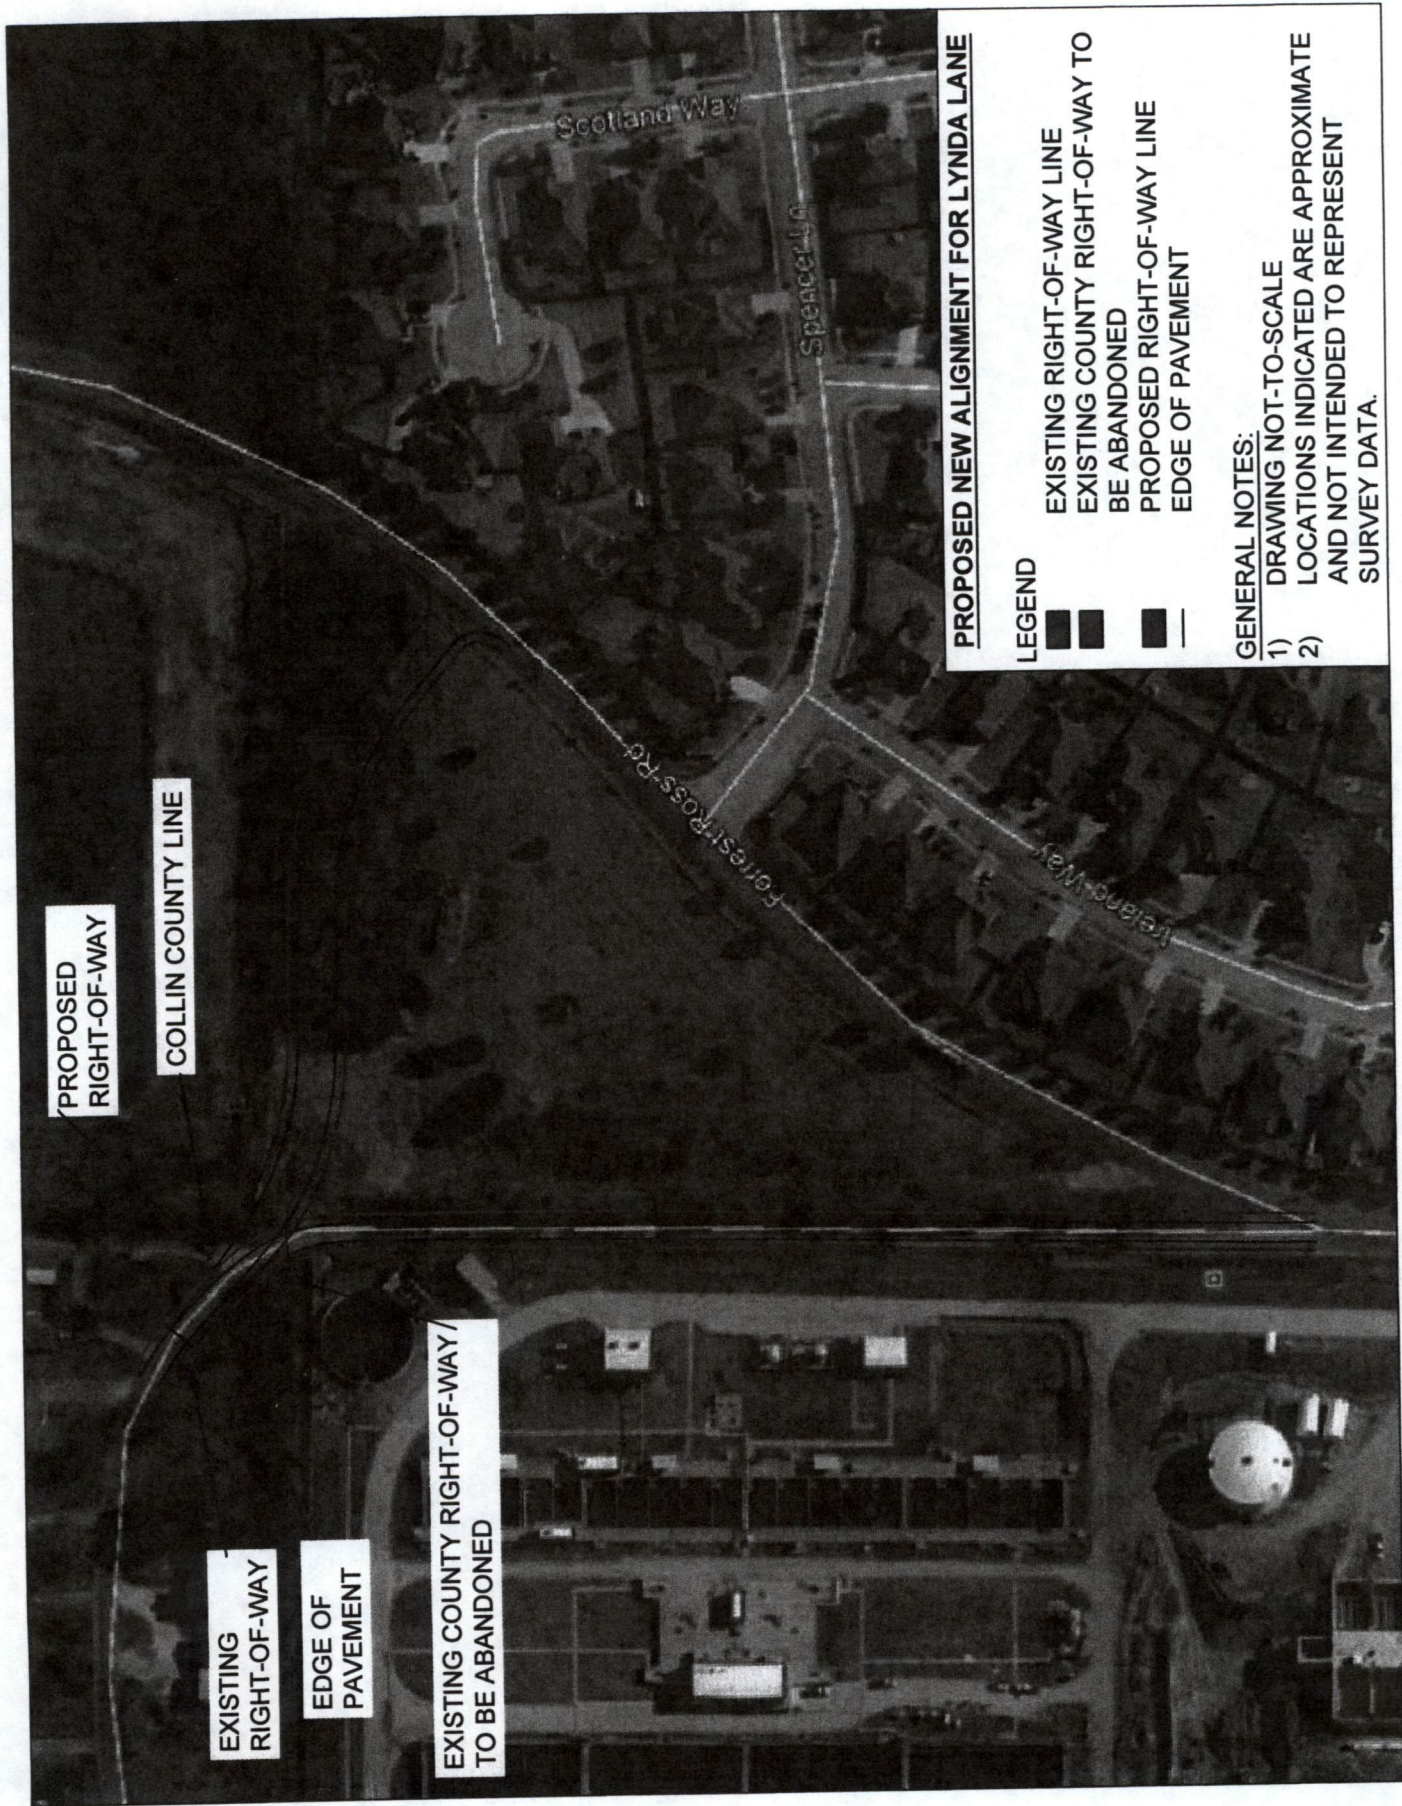 PROPOSED
RIGHT-OF-WAY
COLLIN COUNTY LINE
EXISTING
RIGHT-OF-WAY
EDGE OF
PAVEMENT
EXISTING COUNTY RIGHT-OF-WAY
TO BE ABANDONED
Scotland Way
Spencer Ln
Forrest Ross Rd
Ireland Way
PROPOSED NEW ALIGNMENT FOR LYNDA LANE
LEGEND
EXISTING RIGHT-OF-WAY LINE
EXISTING COUNTY RIGHT-OF-WAY TO
BE ABANDONED
PROPOSED RIGHT-OF-WAY LINE
EDGE OF PAVEMENT
GENERAL NOTES:
1) DRAWING NOT-TO-SCALE
2) LOCATIONS INDICATED ARE APPROXIMATE
AND NOT INTENDED TO REPRESENT
SURVEY DATA.